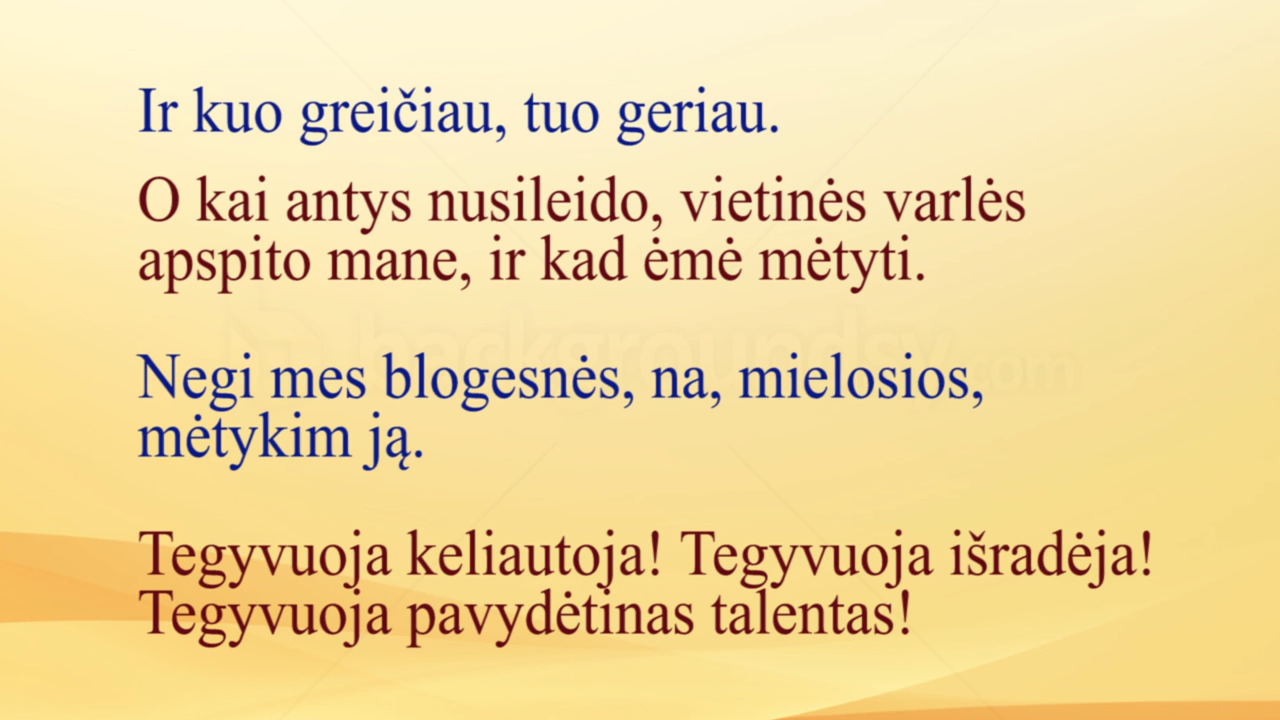 Ir kuo greičiau, tuo geriau.
O kai antys nusileido, vietinės varlės
apspito mane, ir kad ėmė mėtyti.
Negi mes blogesnės, na, mielosios,
mėtykim ją.
Tegyvuoja keliautoja! Tegyvuoja išradėja!
Tegyvuoja pavydėtinas talentas!